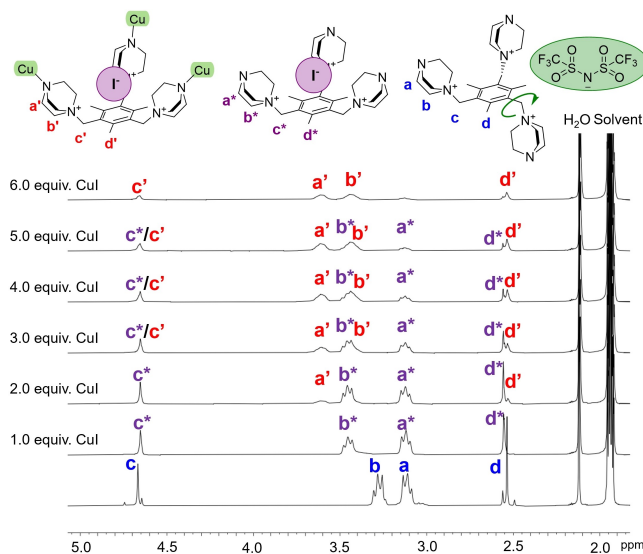 Cu
N
N+
I-
Cu
N
N+
Cu
N
N+
a'
b'
c'
d'
N
N+
I-
N
N+
N
N+
a*
b*
c*
d*
N
N+
N
N+
N+
N
a
b
c
d
O O
F3C S N S CF3
O − O
H2O Solvent
6.0 equiv. CuI c’ a’ b’ d’
5.0 equiv. CuI c*/c’ a’ b* b’ a* d* d’
4.0 equiv. CuI c*/c’ a’ b* b’ a* d* d’
3.0 equiv. CuI c*/c’ a’ b* b’ a* d* d’
2.0 equiv. CuI c* a’ b* a* d* d’
1.0 equiv. CuI c* b* a* d*
c b a d
5.0 4.5 4.0 3.5 3.0 2.5 2.0 ppm